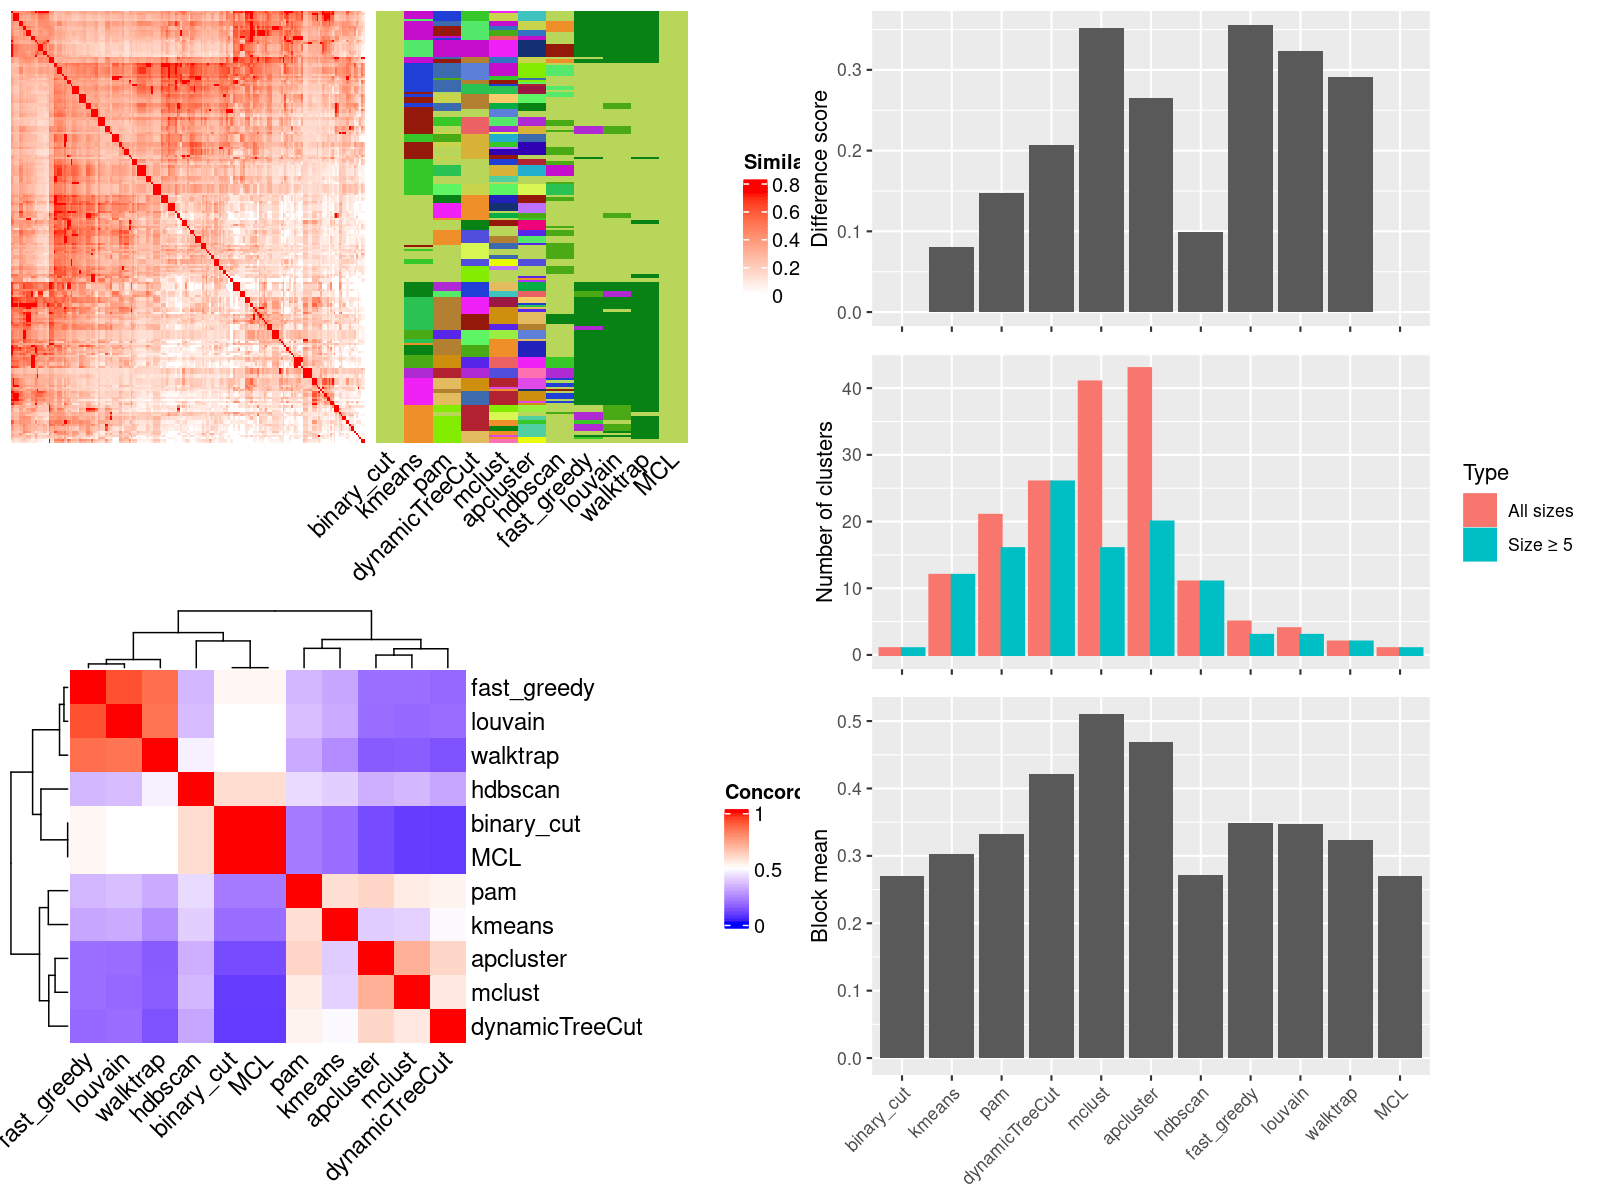 Simila
0.8
0.6
0.4
0.2
0
binary_cut
kmeans
pam
dynamicTreeCut
mclust
apcluster
hdbscan
fast_greedy
louvain
walktrap
MCL
fast_greedy
louvain
walktrap
hdbscan
binary_cut
MCL
pam
kmeans
apcluster
mclust
dynamicTreeCut
fast_greedy
louvain
walktrap
hdbscan
binary_cut
MCL
pam
kmeans
apcluster
mclust
dynamicTreeCut
Concord
1
0.5
0
Difference score
0.3
0.2
0.1
0.0
Number of clusters
40
30
20
10
0
Type
All sizes
Size ≥ 5
Block mean
0.5
0.4
0.3
0.2
0.1
0.0
binary_cut
kmeans
pam
dynamicTreeCut
mclust
apcluster
hdbscan
fast_greedy
louvain
walktrap
MCL